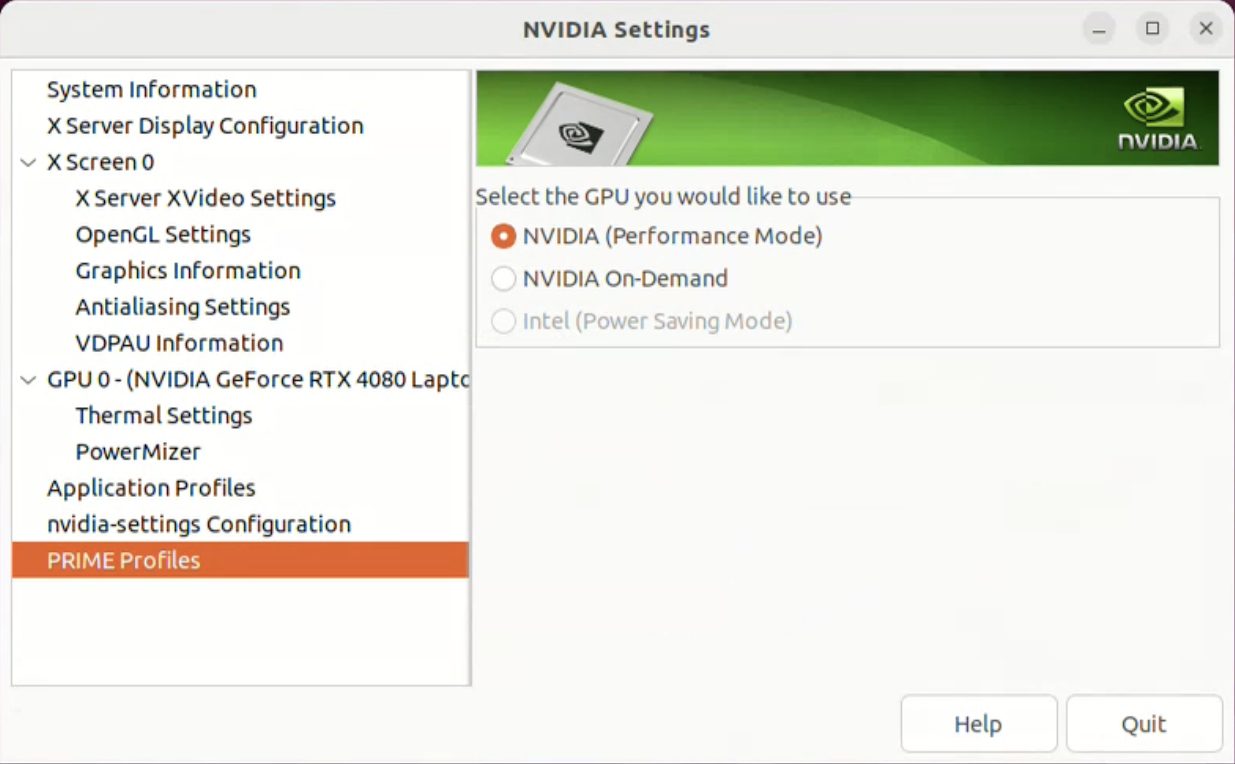 NVIDIA Settings
System Information
X Server Display Configuration
X Screen 0
X Server XVideo Settings
OpenGL Settings
Graphics Information
Antialiasing Settings
VDPAU Information
GPU 0 - (NVIDIA GeForce RTX 4080 Lapto
Thermal Settings
PowerMizer
Application Profiles
nvidia-settings Configuration
PRIME Profiles
NVIDIA.
Select the GPU you would like to use
NVIDIA (Performance Mode)
NVIDIA On-Demand
Intel (Power Saving Mode)
Help
Quit